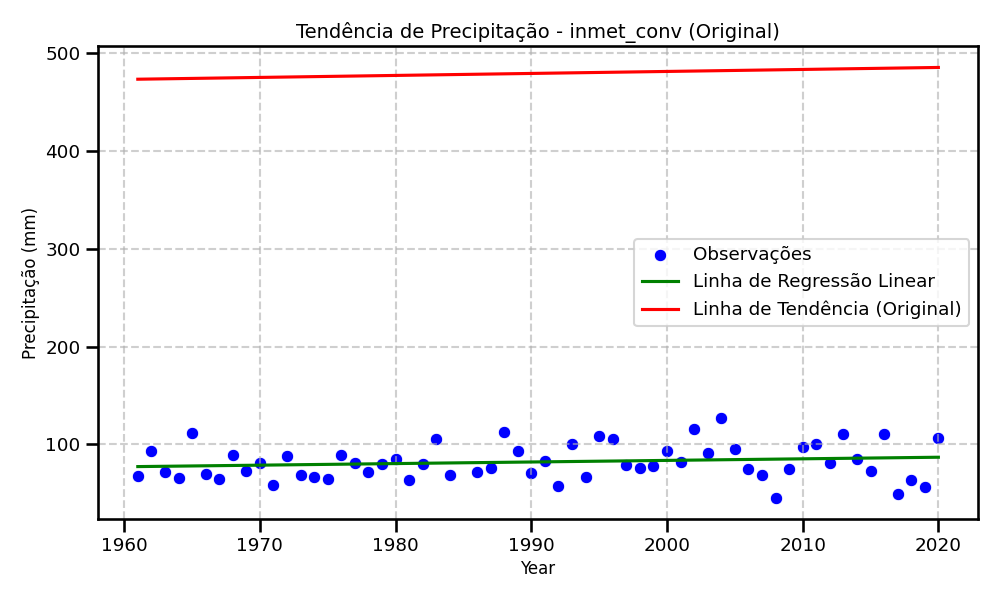 Tendência de Precipitação - inmet_conv (Original)
500
400
300
200
100
Precipitação (mm)
Observações
Linha de Regressão Linear
Linha de Tendência (Original)
1960 1970 1980 1990 2000 2010 2020
Year